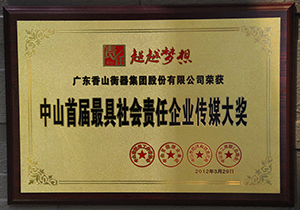 超越梦想
广东香山衡器集团股份有限公司荣获
中山首届最具社会责任企业传媒大奖
2012年3月29日